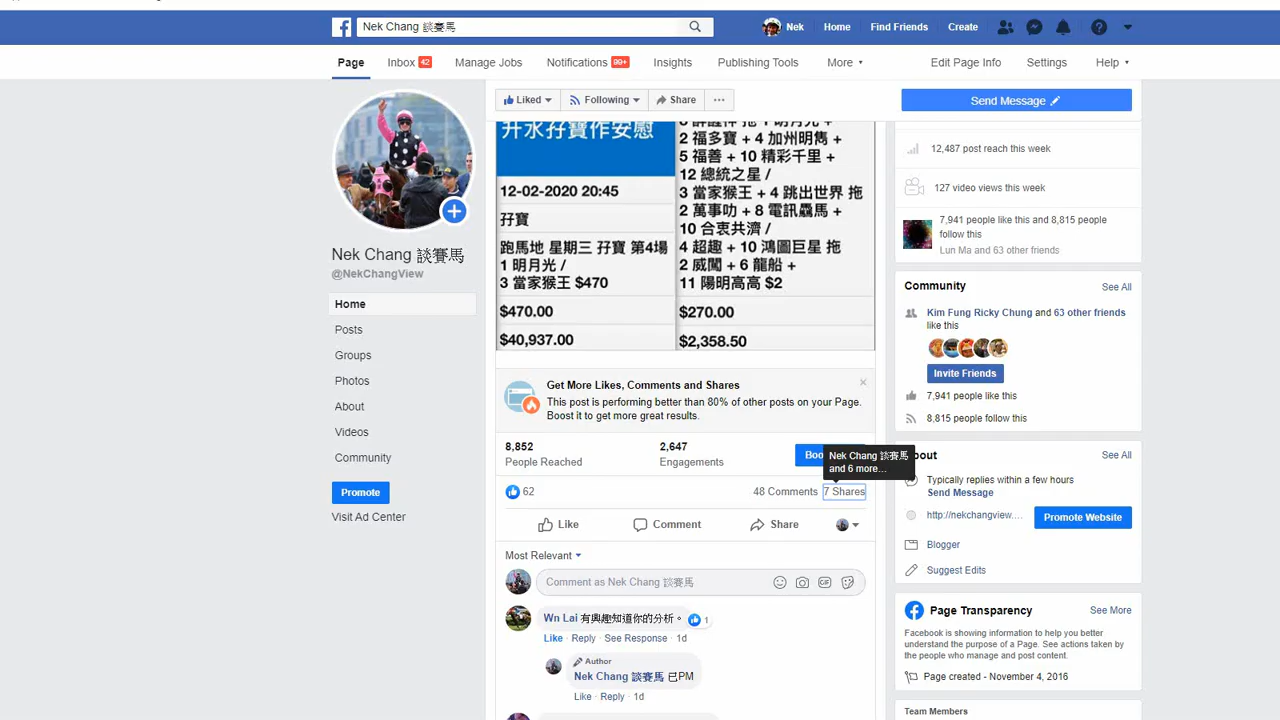 Nek Chang 談賽馬
Nek
Home
Find Friends
Create
Page
Inbox 42
Manage Jobs
Notifications 99+
Insights
Publishing Tools
More
Edit Page Info
Settings
Help
Liked
Following
Share
Send Message
升水孖寶作安慰
12-02-2020 20:45
孖寶
跑馬地 星期三 孖寶 第4場
1 明月光 /
3 當家猴王 $470
$470.00
$40,937.00
2 福多寶 + 4 加州明雋 +
5 福善 + 10 精彩千里 +
12 總統之星 /
3 當家猴王 + 4 跳出世界 拖
2 萬事叻 + 8 電訊驫馬 +
10 合衷共濟 /
4 超趣 + 10 鴻圖巨星 拖
2 威闖 + 6 龍船 +
11 陽明高高 $2
$270.00
$2,358.50
Nek Chang 談賽馬
@NekChangView
Home
Posts
Groups
Photos
About
Videos
Community
Promote
Visit Ad Center
Get More Likes, Comments and Shares
This post is performing better than 80% of other posts on your Page.
Boost it to get more great results.
8,852
People Reached
2,647
Engagements
Boo
Nek Chang 談賽馬
and 6 more...
62
48 Comments
7 Shares
Like
Comment
Share
Most Relevant
Comment as Nek Chang 談賽馬
GIF
Wn Lai 有興趣知道你的分析。
1
Like · Reply · See Response · 1d
Author
Nek Chang 談賽馬 已PM
Like · Reply · 1d
12,487 post reach this week
127 video views this week
7,941 people like this and 8,815 people
follow this
Lun Ma and 63 other friends
Community
See All
Kim Fung Ricky Chung and 63 other friends
like this
Invite Friends
7,941 people like this
8,815 people follow this
bout
See All
Typically replies within a few hours
Send Message
http://nekchangview....
Promote Website
Blogger
Suggest Edits
Page Transparency
See More
Facebook is showing information to help you better
understand the purpose of a Page. See actions taken by
the people who manage and post content.
Page created - November 4, 2016
Team Members